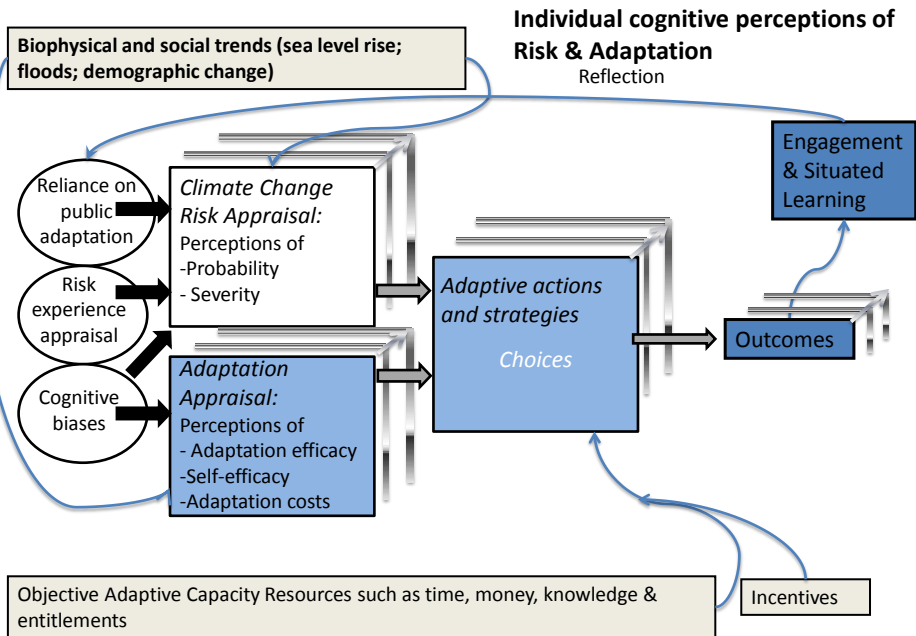 Individual cognitive perceptions of
Risk & Adaptation
Reflection
Biophysical and social trends (sea level rise;
floods; demographic change)
Engagement
& Situated
Learning
Reliance on
public
adaptation
Climate Change
Risk Appraisal:
Perceptions of
-Probability
- Severity
Risk
experience
appraisal
Adaptive actions
and strategies
Choices
Outcomes
Cognitive
biases
Adaptation
Appraisal:
Perceptions of
- Adaptation efficacy
-Self-efficacy
-Adaptation costs
Objective Adaptive Capacity Resources such as time, money, knowledge &
entitlements
Incentives